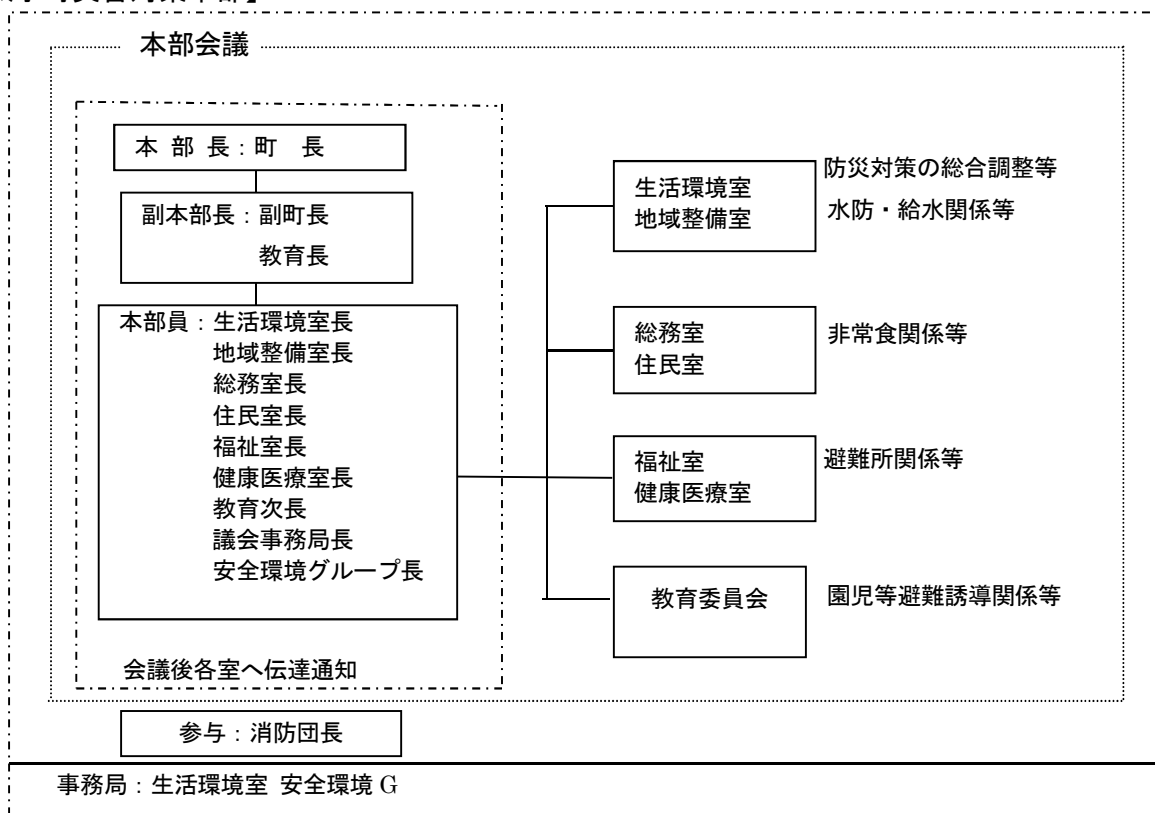 災害対策本部】
本部会議
本 部 長：町　長
副本部長：副町長
教育長
本部員：生活環境室長
地域整備室長
総務室長
住民室長
福祉室長
健康医療室長
教育次長
議会事務局長
安全環境グループ長
会議後各室へ伝達通知
生活環境室
地域整備室
防災対策の総合調整等
水防・給水関係等
総務室
住民室
非常食関係等
福祉室
健康医療室
避難所関係等
教育委員会
園児等避難誘導関係等
参与：消防団長
事務局：生活環境室 安全環境 G